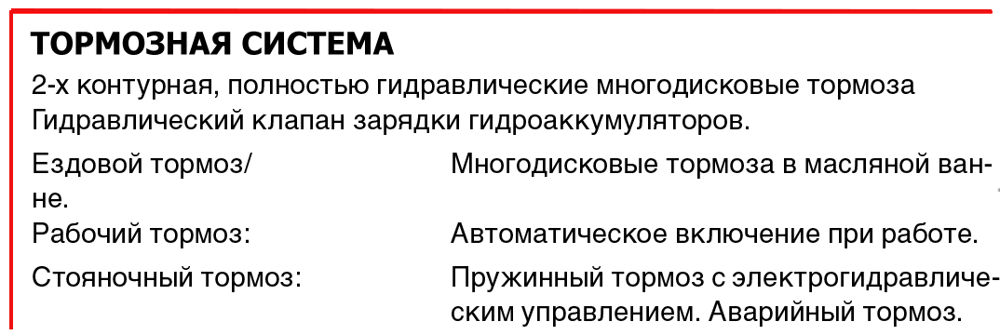 ТОРМОЗНАЯ СИСТЕМА
2-х контурная, полностью гидравлические многодисковые тормоза
Гидравлический клапан зарядки гидроаккумуляторов.
Ездовой тормоз/ Многодисковые тормоза в масляной ван-
не.
Рабочий тормоз: Автоматическое включение при работе.
Стояночный тормоз: Пружинный тормоз с электрогидравличе-
ским управлением. Аварийный тормоз.